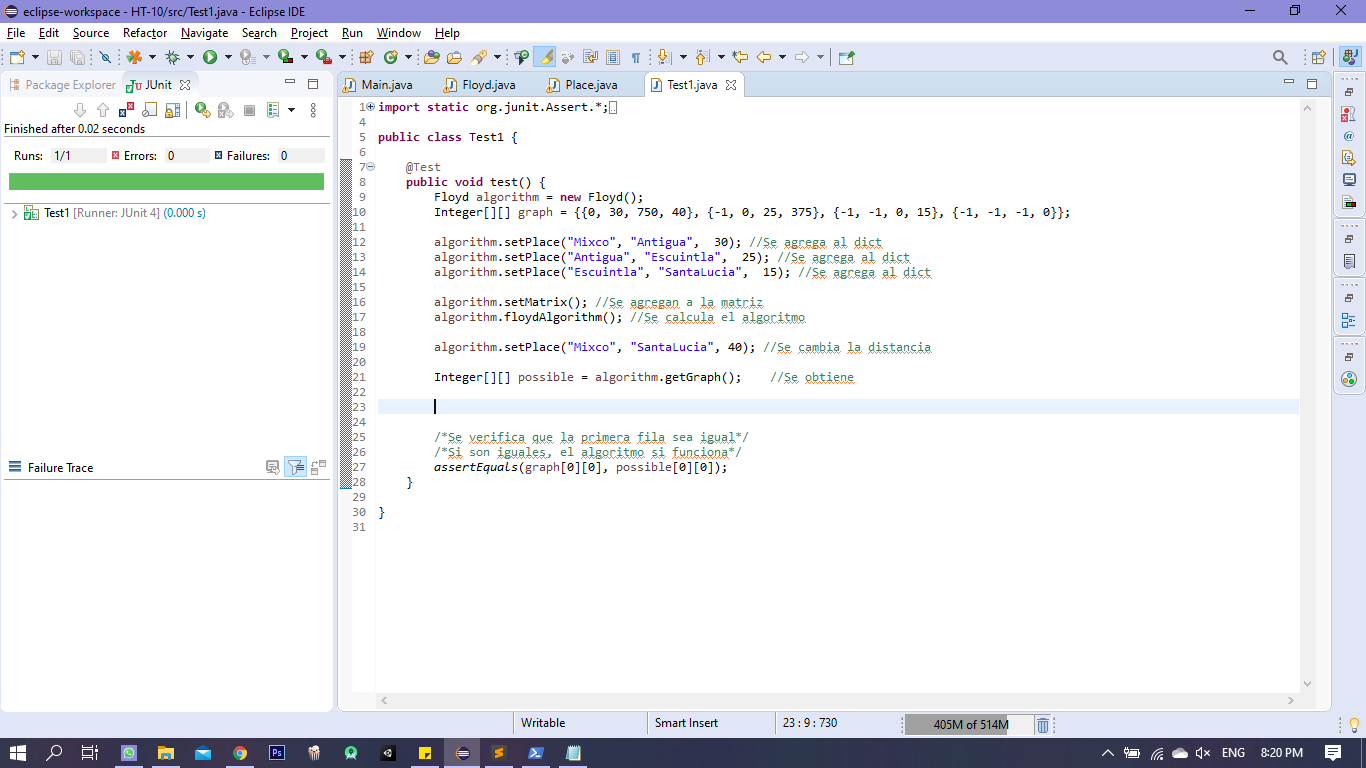 eclipse-workspace - HT-10/src/Test1.java - Eclipse IDE
File Edit Source Refactor Navigate Search Project Run Window Help
Package Explorer JUnit
Main.java Floyd.java Place.java Test1.java
Finished after 0.02 seconds
Runs: 1/1 Errors: 0 Failures: 0
Test1 [Runner: JUnit 4] (0.000 s)
Failure Trace
1 import static org.junit.Assert.*;
4
5 public class Test1 {
6
7 @Test
8 public void test() {
9 Floyd algorithm = new Floyd();
10 Integer[][] graph = {{0, 30, 750, 40}, {-1, 0, 25, 375}, {-1, -1, 0, 15}, {-1, -1, -1, 0}};
11
12 algorithm.setPlace("Mixco", "Antigua",  30); //Se agrega al dict
13 algorithm.setPlace("Antigua", "Escuintla",  25); //Se agrega al dict
14 algorithm.setPlace("Escuintla", "SantaLucia",  15); //Se agrega al dict
15
16 algorithm.setMatrix(); //Se agregan a la matriz
17 algorithm.floydAlgorithm(); //Se calcula el algoritmo
18
19 algorithm.setPlace("Mixco", "SantaLucia", 40); //Se cambia la distancia
20
21 Integer[][] possible = algorithm.getGraph();    //Se obtiene
22
23
24
25 /*Se verifica que la primera fila sea igual*/
26 /*Si son iguales, el algoritmo si funciona*/
27 assertEquals(graph[0][0], possible[0][0]);
28 }
29
30 }
31
Writable Smart Insert 23 : 9 : 730 405M of 514M
ENG 8:20 PM